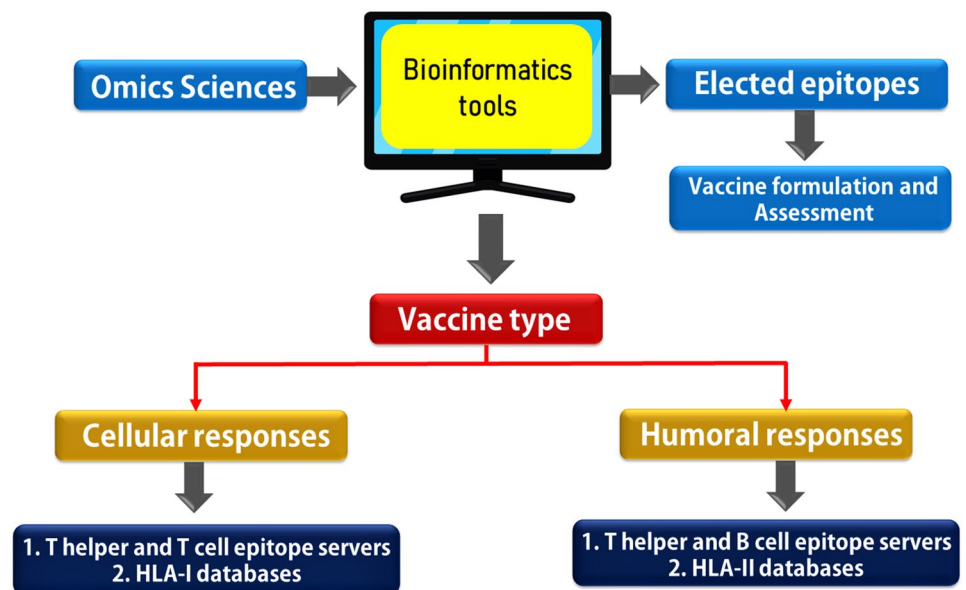 Omics Sciences
Bioinformatics
tools
Elected epitopes
Vaccine formulation and
Assessment
Vaccine type
Cellular responses
Humoral responses
1. T helper and T cell epitope servers
2. HLA-I databases
1. T helper and B cell epitope servers
2. HLA-II databases